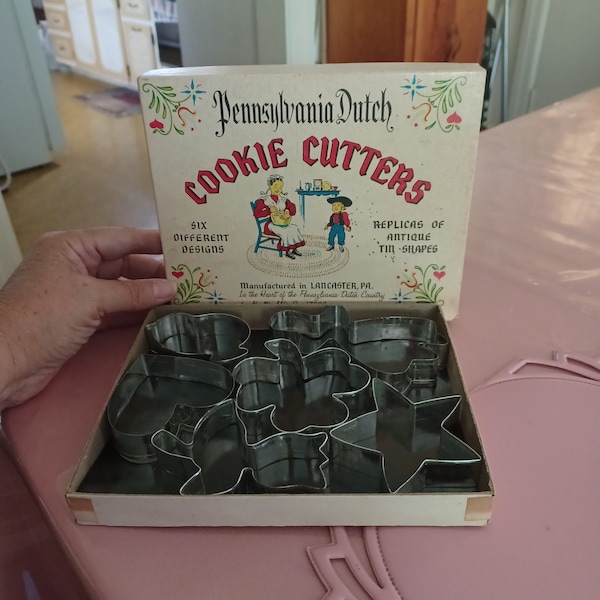 Pennsylvania Dutch
COOKIE CUTTERS
SIX
DIFFERENT
DESIGNS
REPLICAS OF
ANTIQUE
TIN-SHAPES
Manufactured in LANCASTER, PA.
In the Heart of the Pennsylvania Dutch Country